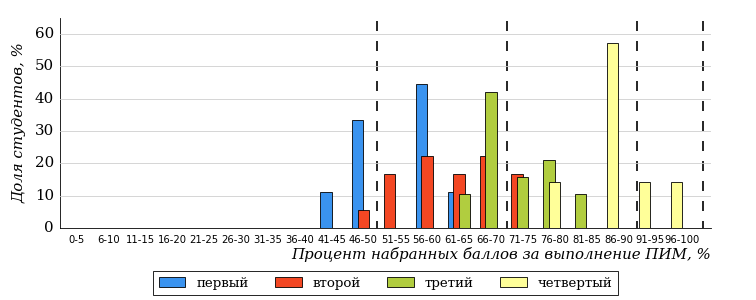 Доля студентов, %
60
50
40
30
20
10
0
0-5 6-10 11-15 16-20 21-25 26-30 31-35 36-40 41-45 46-50 51-55 56-60 61-65 66-70 71-75 76-80 81-85 86-90 91-95 96-100
Процент набранных баллов за выполнение ПИМ, %
первый второй третий четвертый